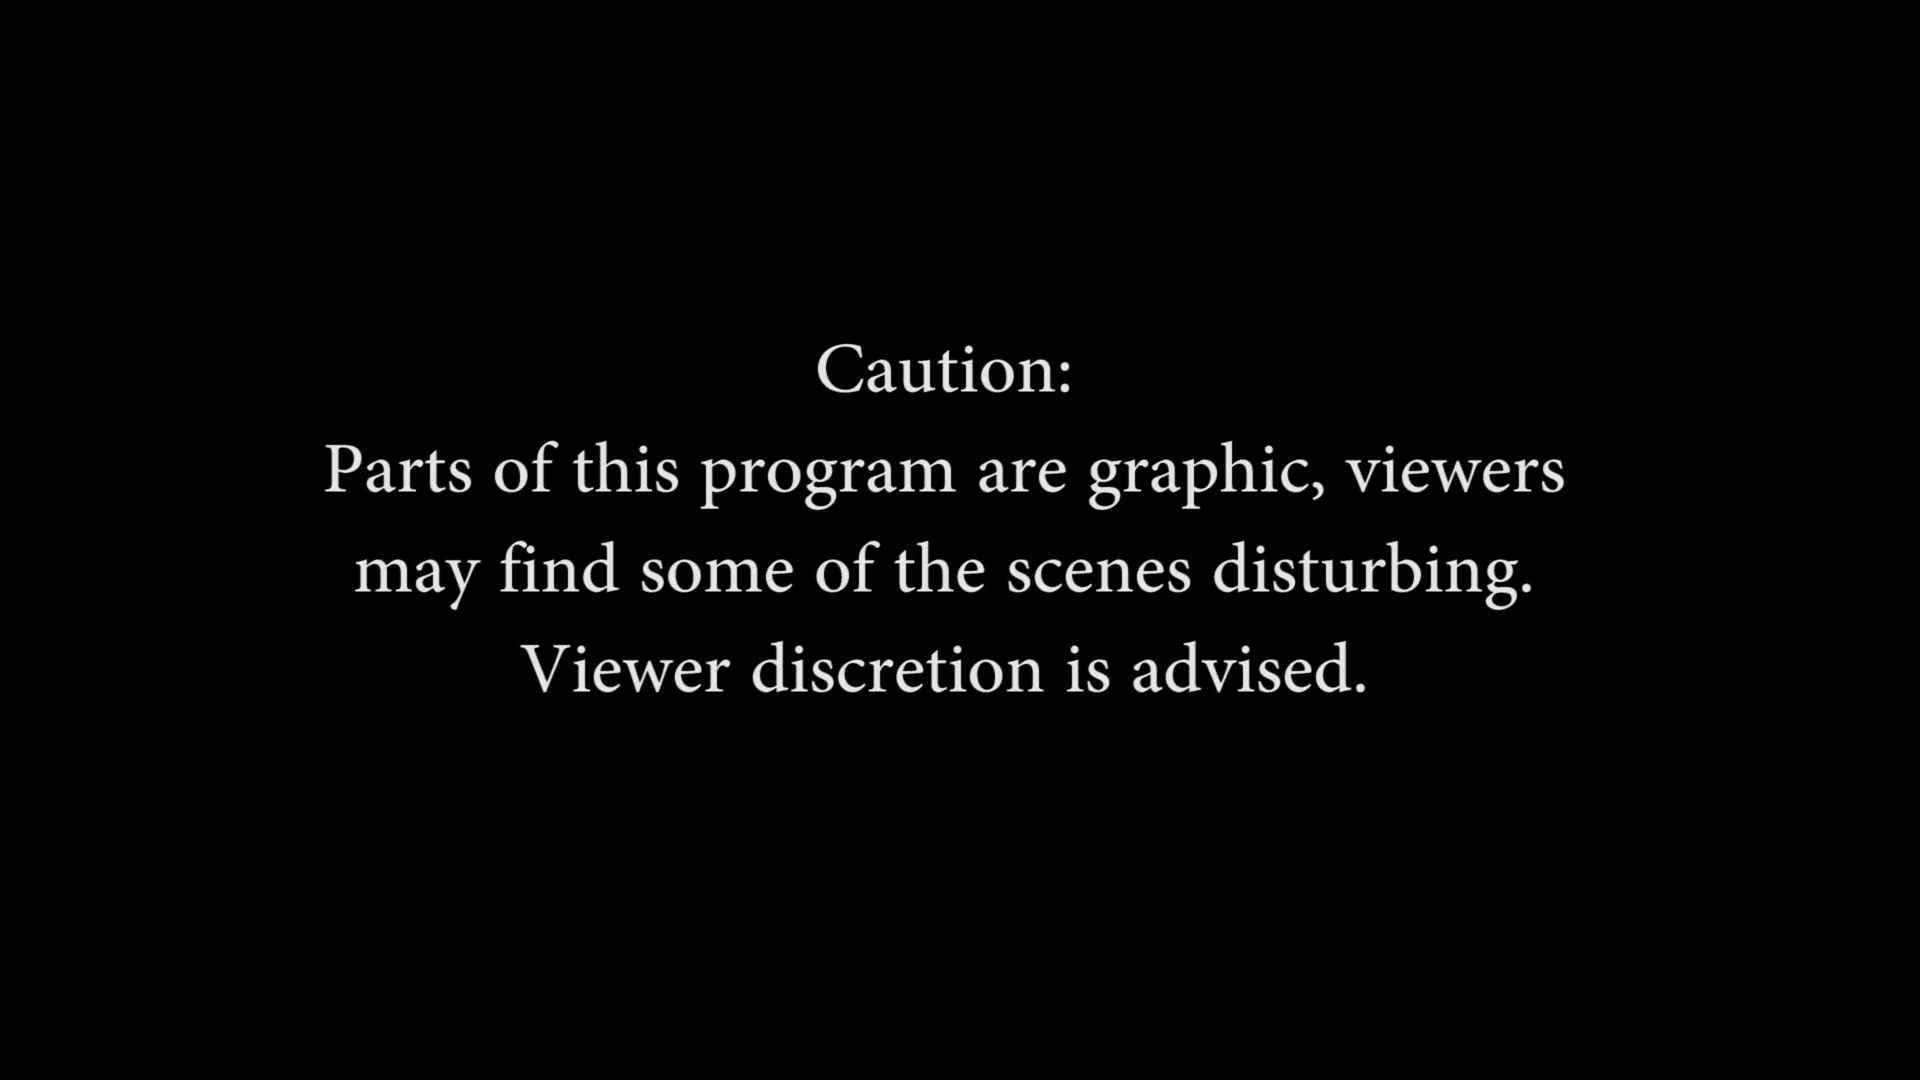 Caution:
Parts of this program are graphic, viewers
may find some of the scenes disturbing.
Viewer discretion is advised.